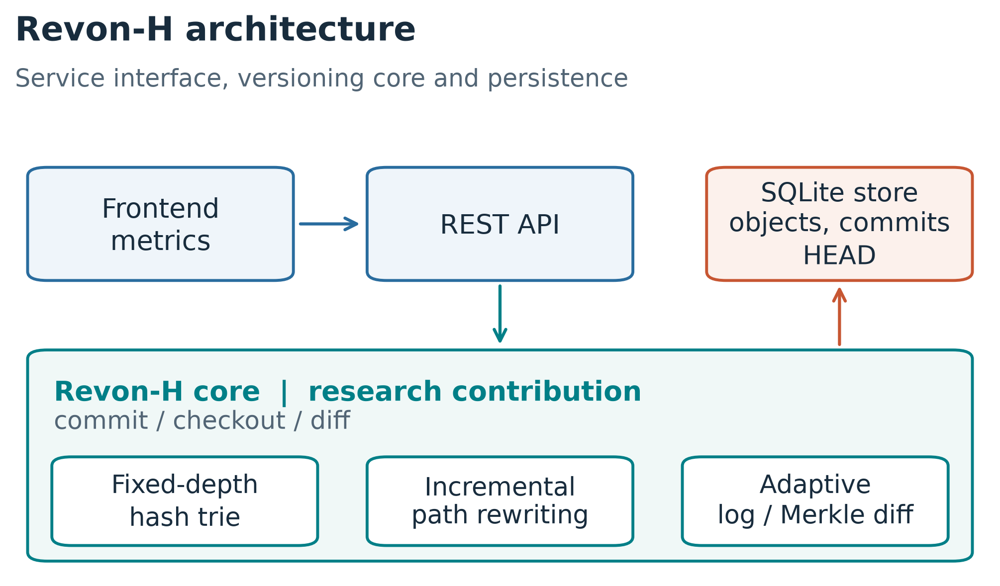 Revon-H architecture
Service interface, versioning core and persistence
Frontend
metrics
REST API
SQLite store
objects, commits
HEAD
Revon-H core | research contribution
commit / checkout / diff
Fixed-depth
hash trie
Incremental
path rewriting
Adaptive
log / Merkle diff